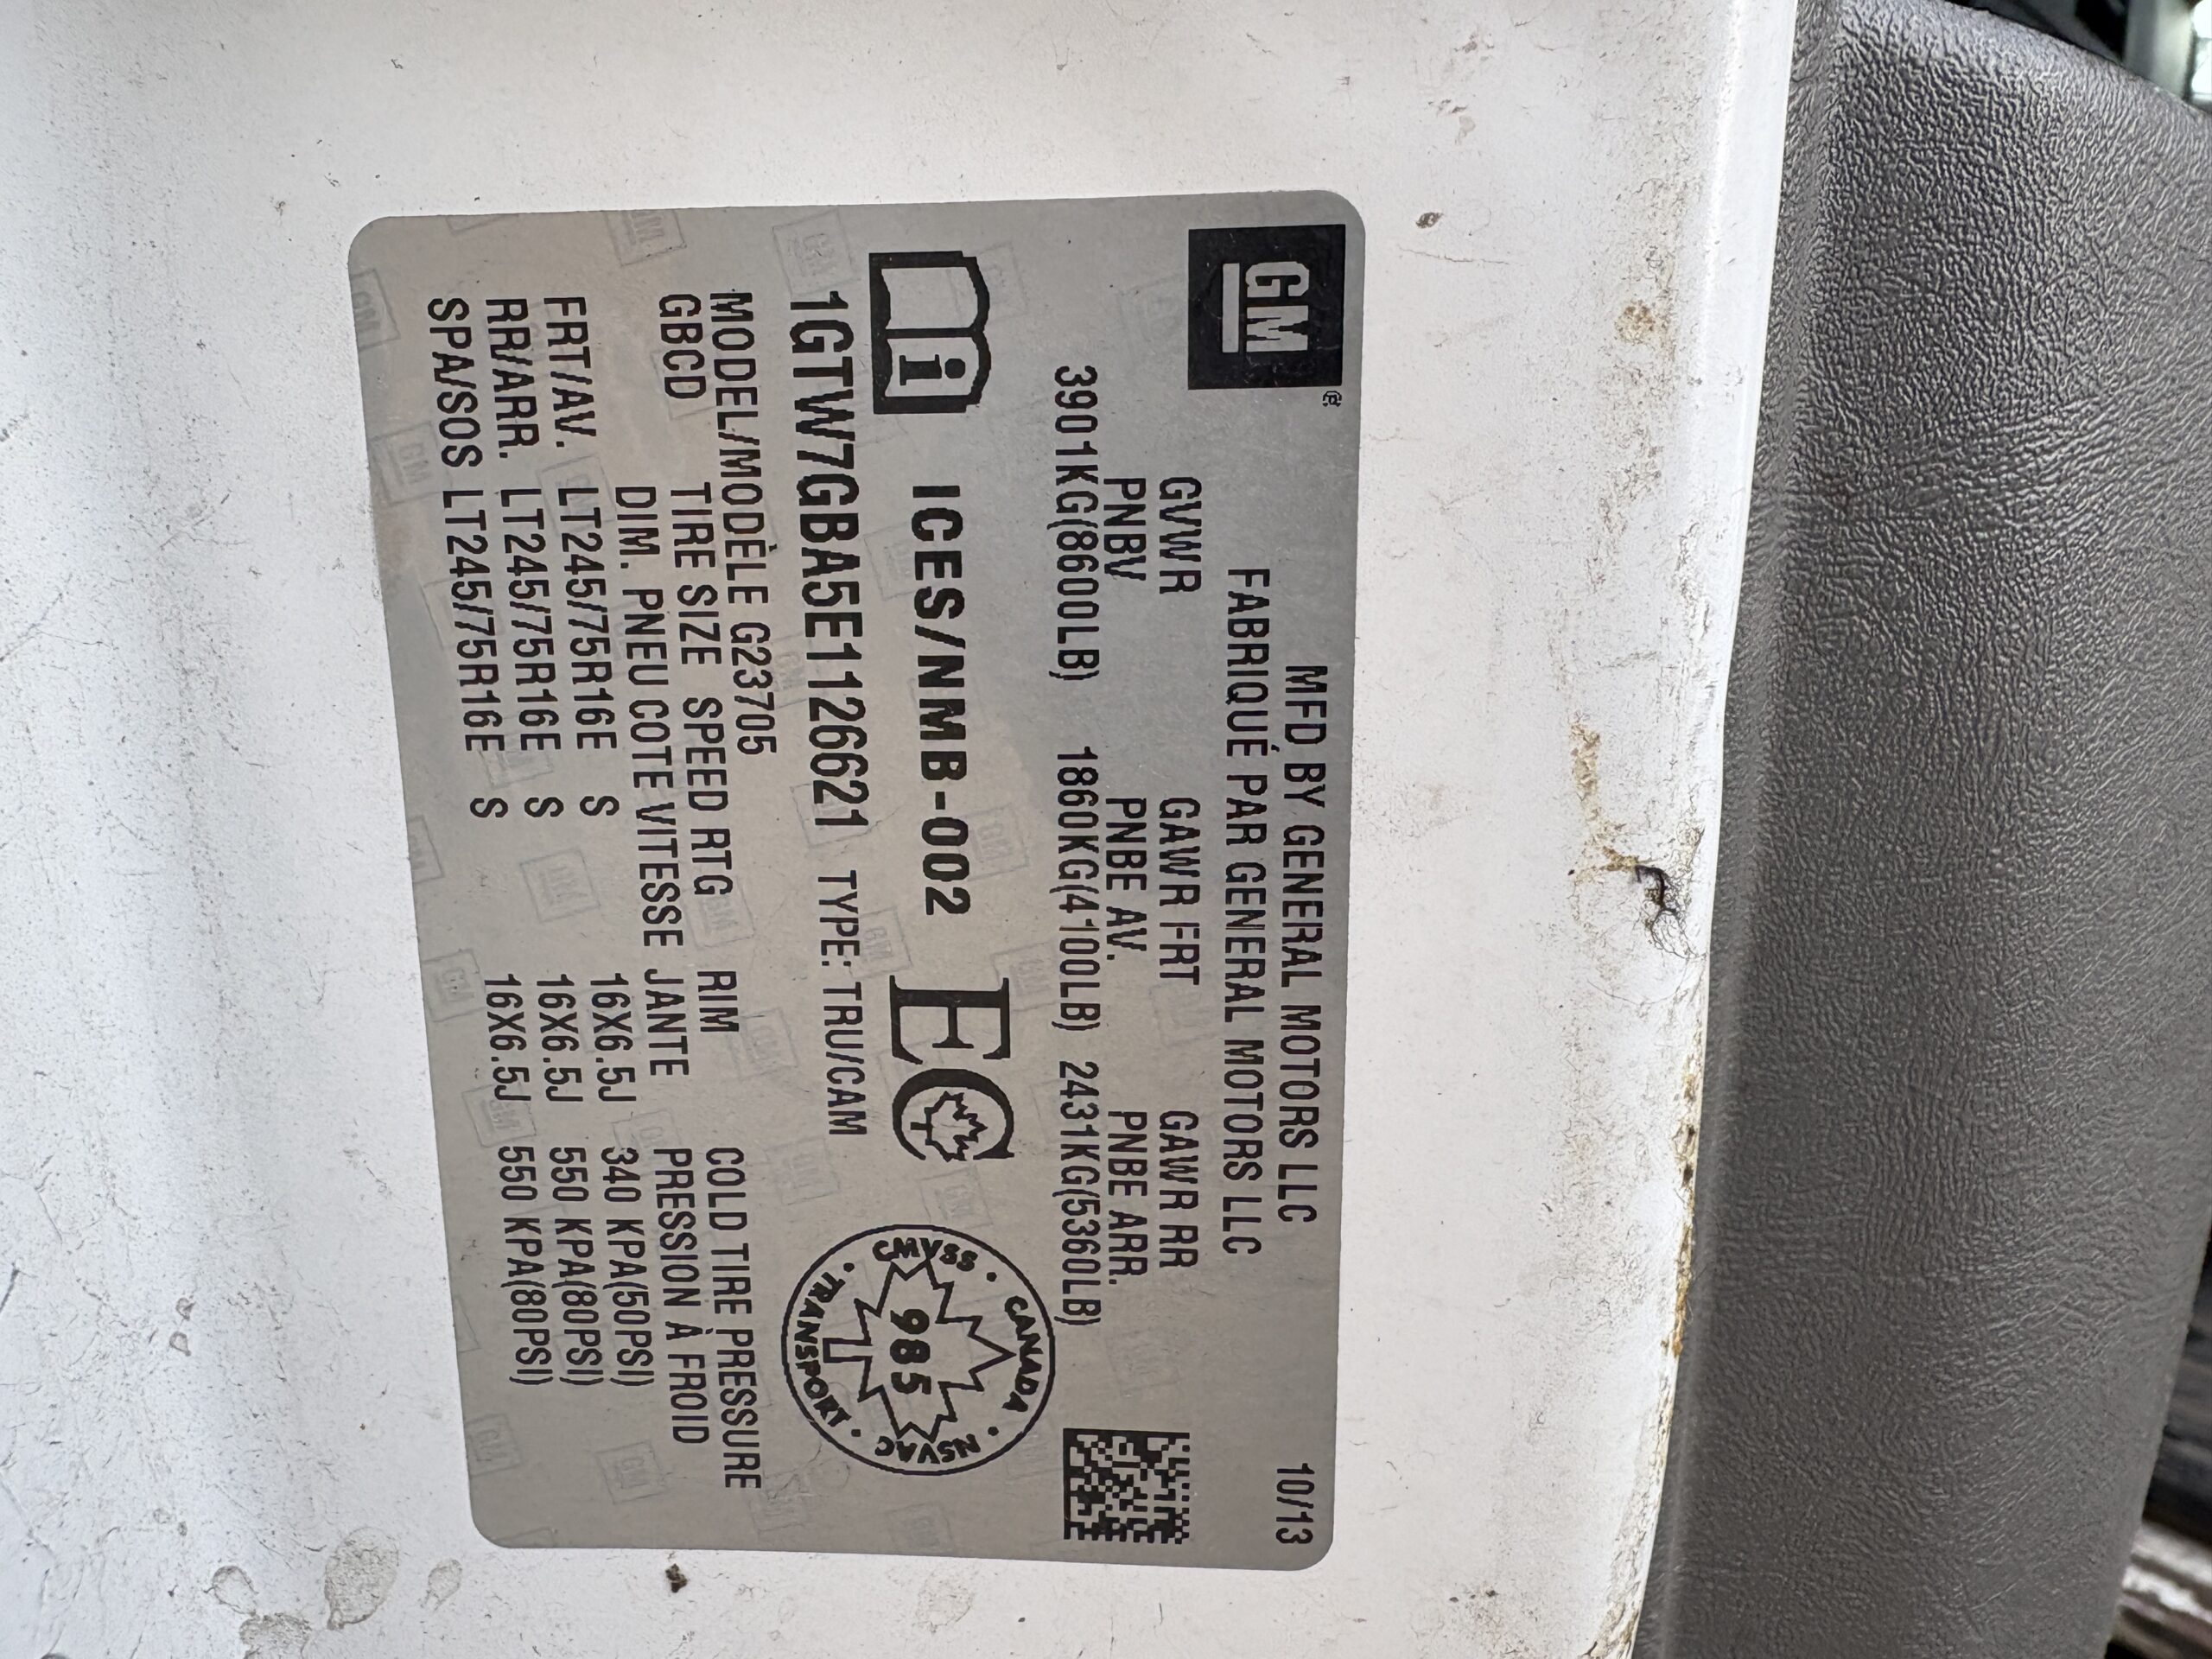 GM
MFD BY GENERAL MOTORS LLC 10/13
FABRIQUÉ PAR GENERAL MOTORS LLC
GVWR GAWR FRT GAWR RR
PNBV PNBE AV. PNBE ARR.
3901KG(8600LB) 1860KG(4100LB) 2431KG(5360LB)
i ICES/NMB-002 EC
CANADA · NSVAC · TRANSPORT · CMVSS ·
985
1GTW7GBA5E1126621 TYPE: TRU/CAM
MODEL/MODÈLE G23705
GBCD TIRE SIZE SPEED RTG RIM COLD TIRE PRESSURE
DIM. PNEU COTE VITESSE JANTE PRESSION À FROID
FRT/AV. LT245/75R16E S 16X6.5J 340 KPA(50PSI)
RR/ARR. LT245/75R16E S 16X6.5J 550 KPA(80PSI)
SPA/SOS LT245/75R16E S 16X6.5J 550 KPA(80PSI)